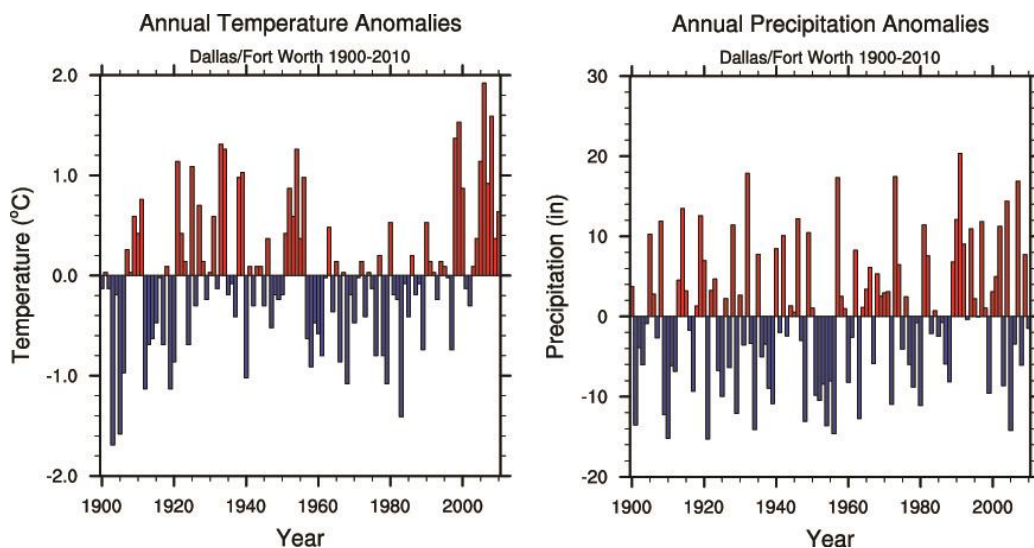 Annual Temperature Anomalies
Dallas/Fort Worth 1900-2010
2.0
1.0
0.0
-1.0
-2.0
Temperature (°C)
1900 1920 1940 1960 1980 2000
Year
Annual Precipitation Anomalies
Dallas/Fort Worth 1900-2010
30
20
10
0
-10
-20
Precipitation (in)
1900 1920 1940 1960 1980 2000
Year